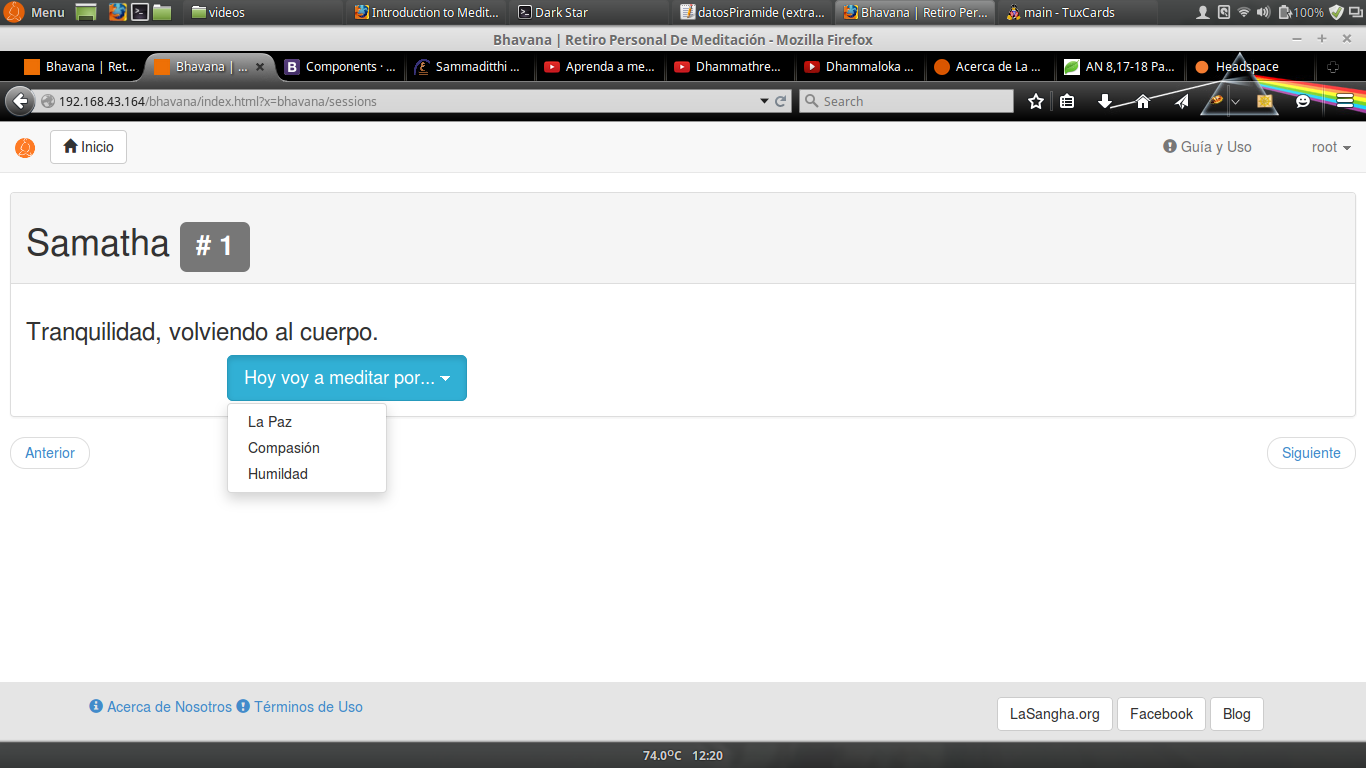 Menu videos Introduction to Medit... Dark Star datosPiramide (extra... Bhavana | Retiro Per... main - TuxCards 100%
Bhavana | Retiro Personal De Meditación - Mozilla Firefox
Bhavana | Ret... Bhavana | ... Components · ... Sammaditthi ... Aprenda a me... Dhammathre... Dhammaloka ... Acerca de La ... AN 8,17-18 Pa... Headspace
192.168.43.164/bhavana/index.html?x=bhavana/sessions Search
Inicio Guía y Uso root
Samatha # 1
Tranquilidad, volviendo al cuerpo.
Hoy voy a meditar por...
La Paz
Compasión
Humildad
Anterior Siguiente
Acerca de Nosotros Términos de Uso LaSangha.org Facebook Blog
74.0ºC 12:20